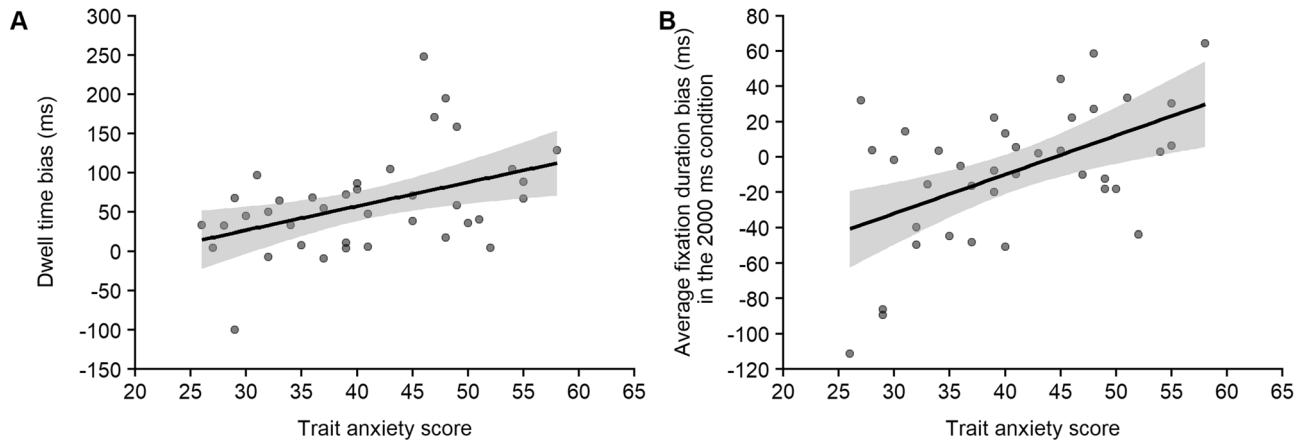 A
300
250
200
150
100
50
0
-50
-100
-150
Dwell time bias (ms)
20 25 30 35 40 45 50 55 60 65
Trait anxiety score
B
80
60
40
20
0
-20
-40
-60
-80
-100
-120
Average fixation duration bias (ms)
in the 2000 ms condition
20 25 30 35 40 45 50 55 60 65
Trait anxiety score